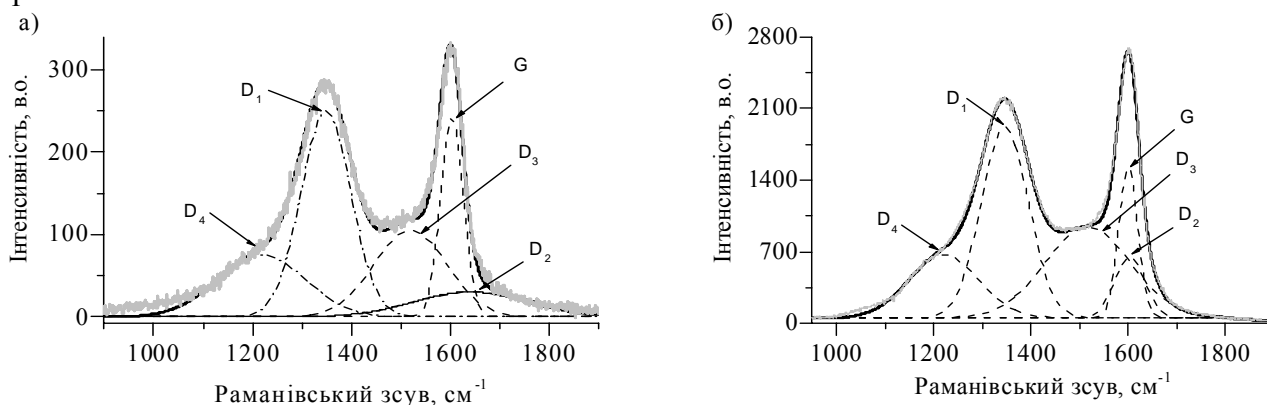 а)
300
200
100
0
1000 1200 1400 1600 1800
Інтенсивність, в.о.
Раманівський зсув, см-1
D1
D4
G
D3
D2
б)
2800
2100
1400
700
0
1000 1200 1400 1600 1800
Інтенсивність, в.о.
Раманівський зсув, см-1
D1
D4
G
D3
D2